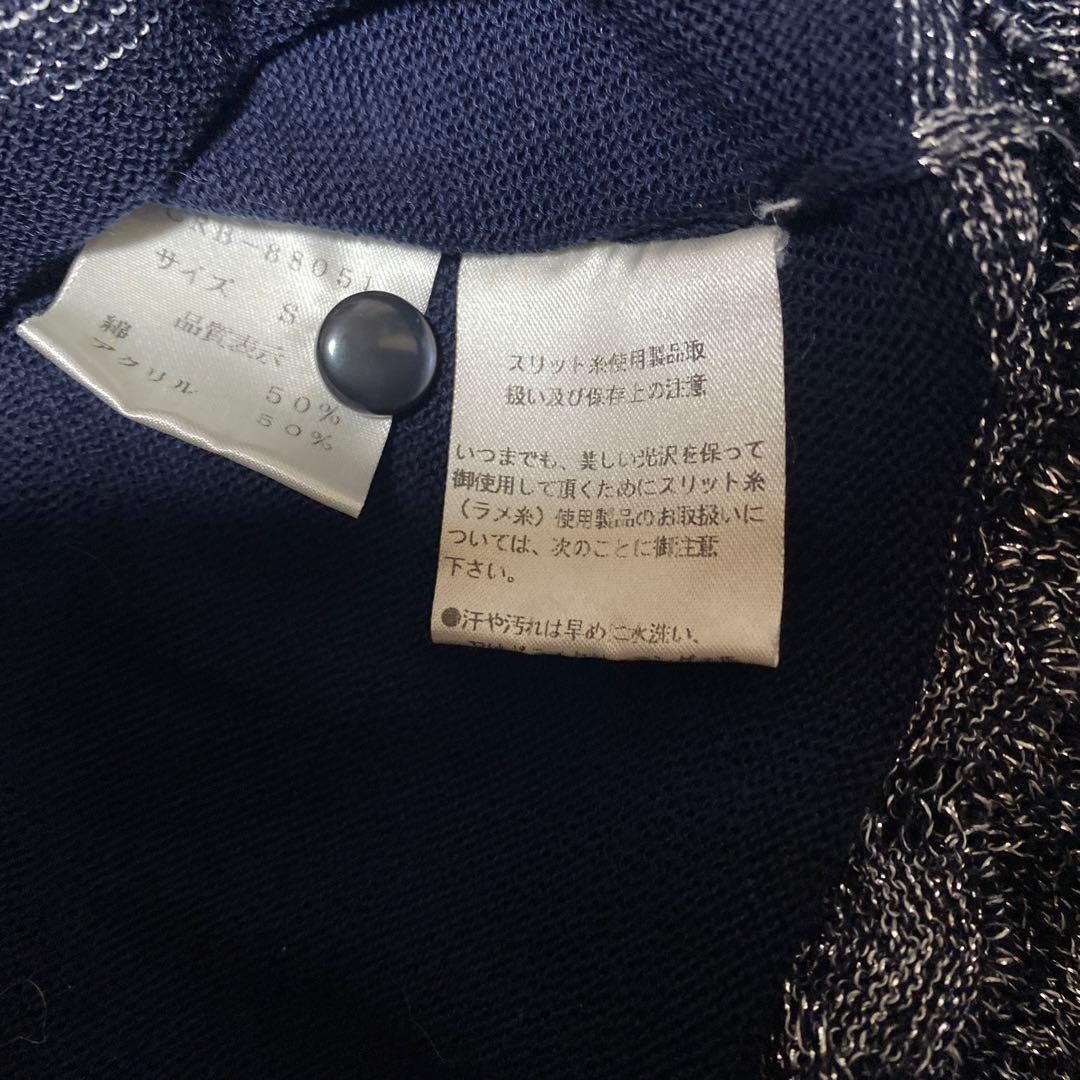 CRB-88051
サイズ S
品質表示
綿 50%
アクリル 50%
スリット糸使用製品取
扱い及び保存上の注意
いつまでも、美しい光沢を保って
御使用して頂くためにスリット糸
（ラメ糸）使用製品のお取扱いに
ついては、次のことに御注意
下さい。
●汗や汚れは早めに水洗い、